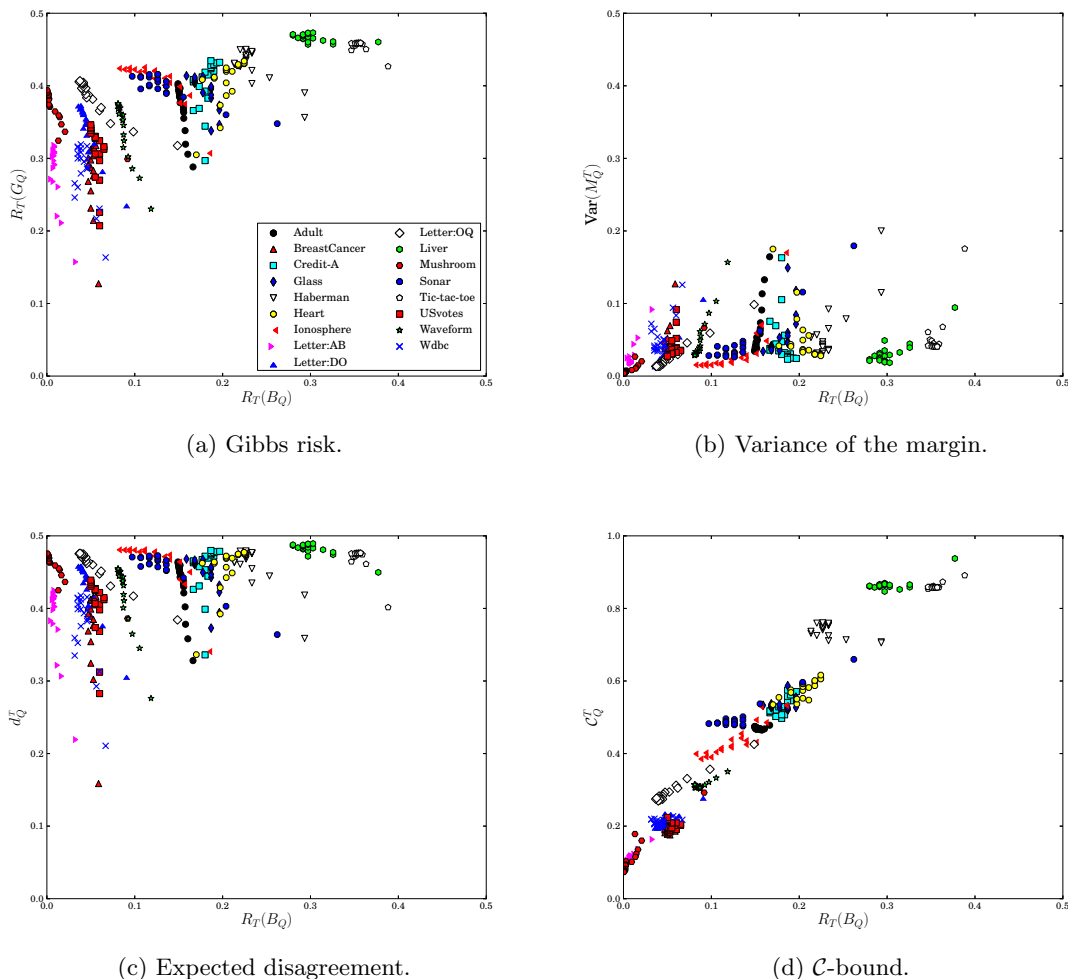 0.5
0.4
0.3
0.2
0.1
0.0
R_T(G_Q)
0.0 0.1 0.2 0.3 0.4 0.5
R_T(B_Q)
Adult
BreastCancer
Credit-A
Glass
Haberman
Heart
Ionosphere
Letter:AB
Letter:DO
Letter:OQ
Liver
Mushroom
Sonar
Tic-tac-toe
USvotes
Waveform
Wdbc
(a) Gibbs risk.
0.5
0.4
0.3
0.2
0.1
0.0
Var(M_Q^T)
0.0 0.1 0.2 0.3 0.4 0.5
R_T(B_Q)
(b) Variance of the margin.
0.5
0.4
0.3
0.2
0.1
0.0
d_Q^T
0.0 0.1 0.2 0.3 0.4 0.5
R_T(B_Q)
(c) Expected disagreement.
1.0
0.8
0.6
0.4
0.2
0.0
𝒞_Q^T
0.0 0.1 0.2 0.3 0.4 0.5
R_T(B_Q)
(d) 𝒞-bound.